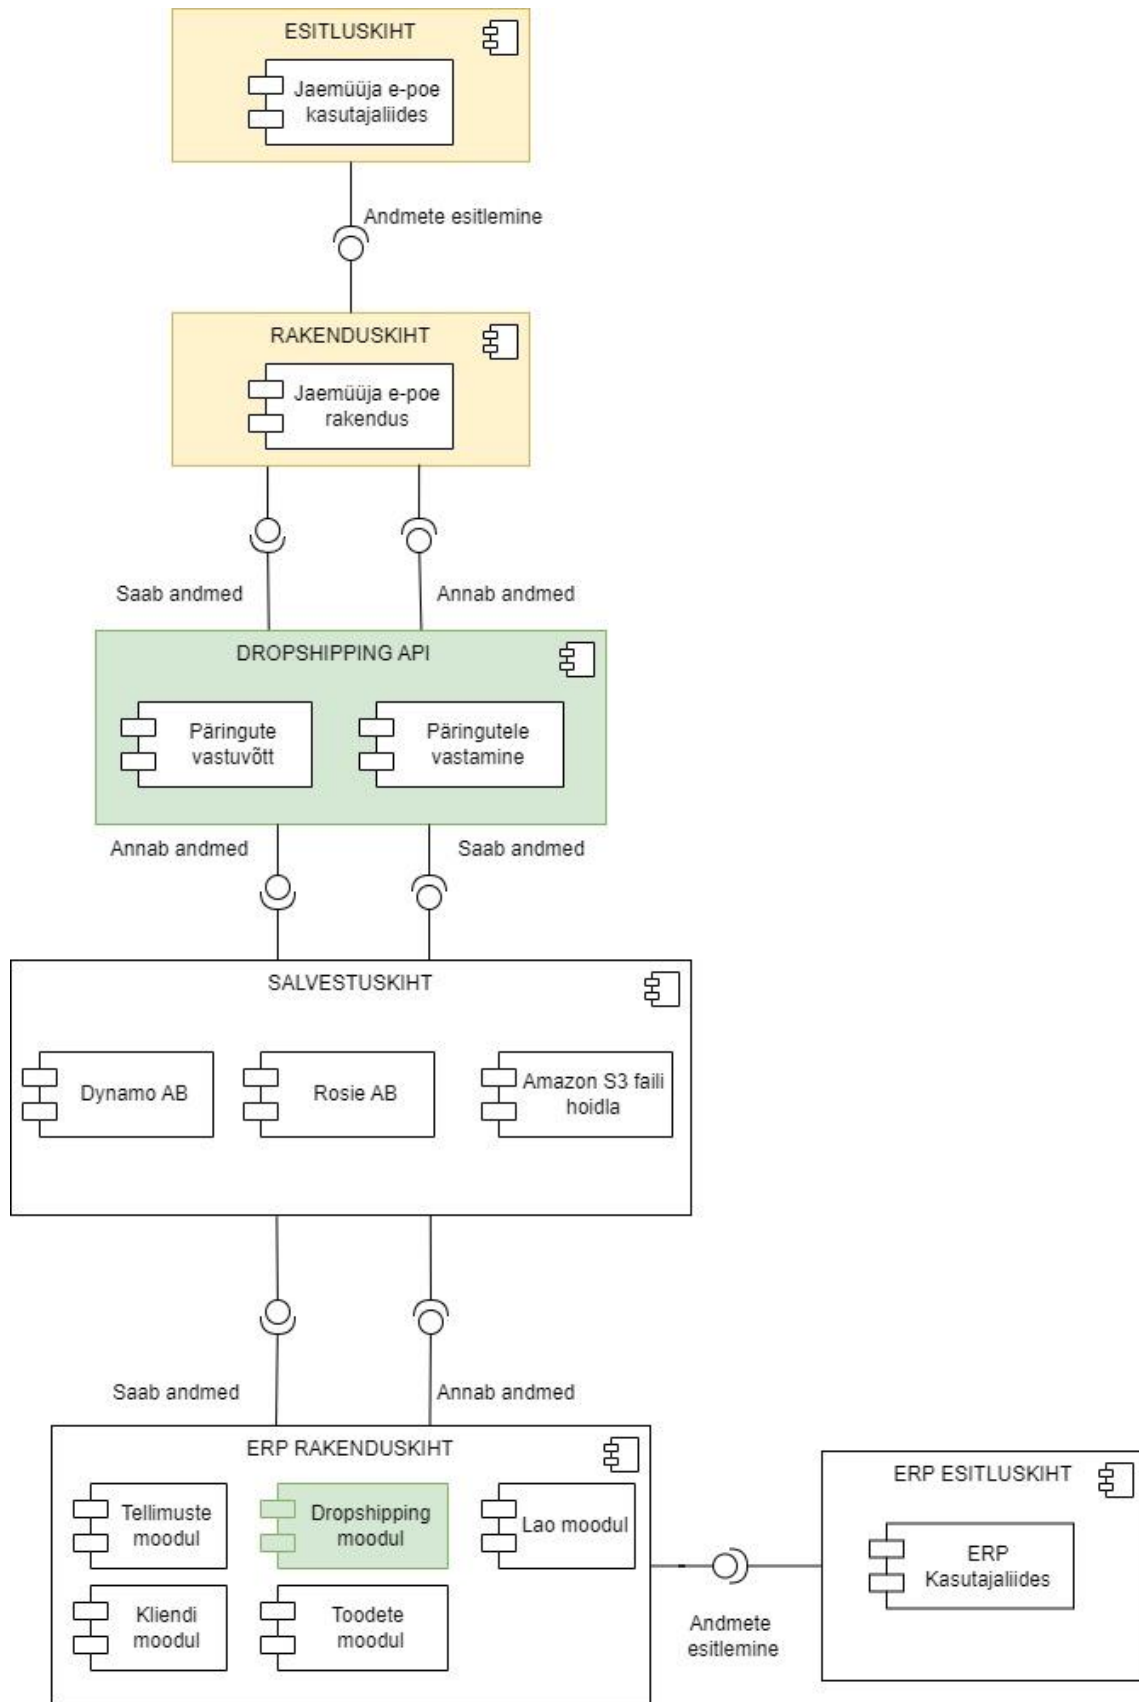 ESITLUSKIHT
Jaemüüja e-poe
kasutajaliides
Andmete esitlemine
RAKENDUSKIHT
Jaemüüja e-poe
rakendus
Saab andmed
Annab andmed
DROPSHIPPING API
Päringute
vastuvõtt
Päringutele
vastamine
Annab andmed
Saab andmed
SALVESTUSKIHT
Dynamo AB
Rosie AB
Amazon S3 faili
hoidla
Saab andmed
Annab andmed
ERP RAKENDUSKIHT
Tellimuste
moodul
Dropshipping
moodul
Lao moodul
Kliendi
moodul
Toodete
moodul
Andmete
esitlemine
ERP ESITLUSKIHT
ERP
Kasutajaliides